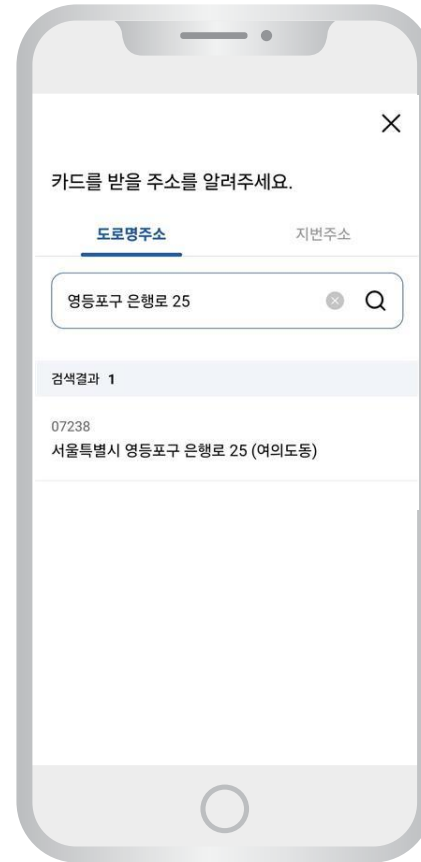 카드를 받을 주소를 알려주세요.
도로명주소 지번주소
영등포구 은행로 25
검색결과 1
07238
서울특별시 영등포구 은행로 25 (여의도동)